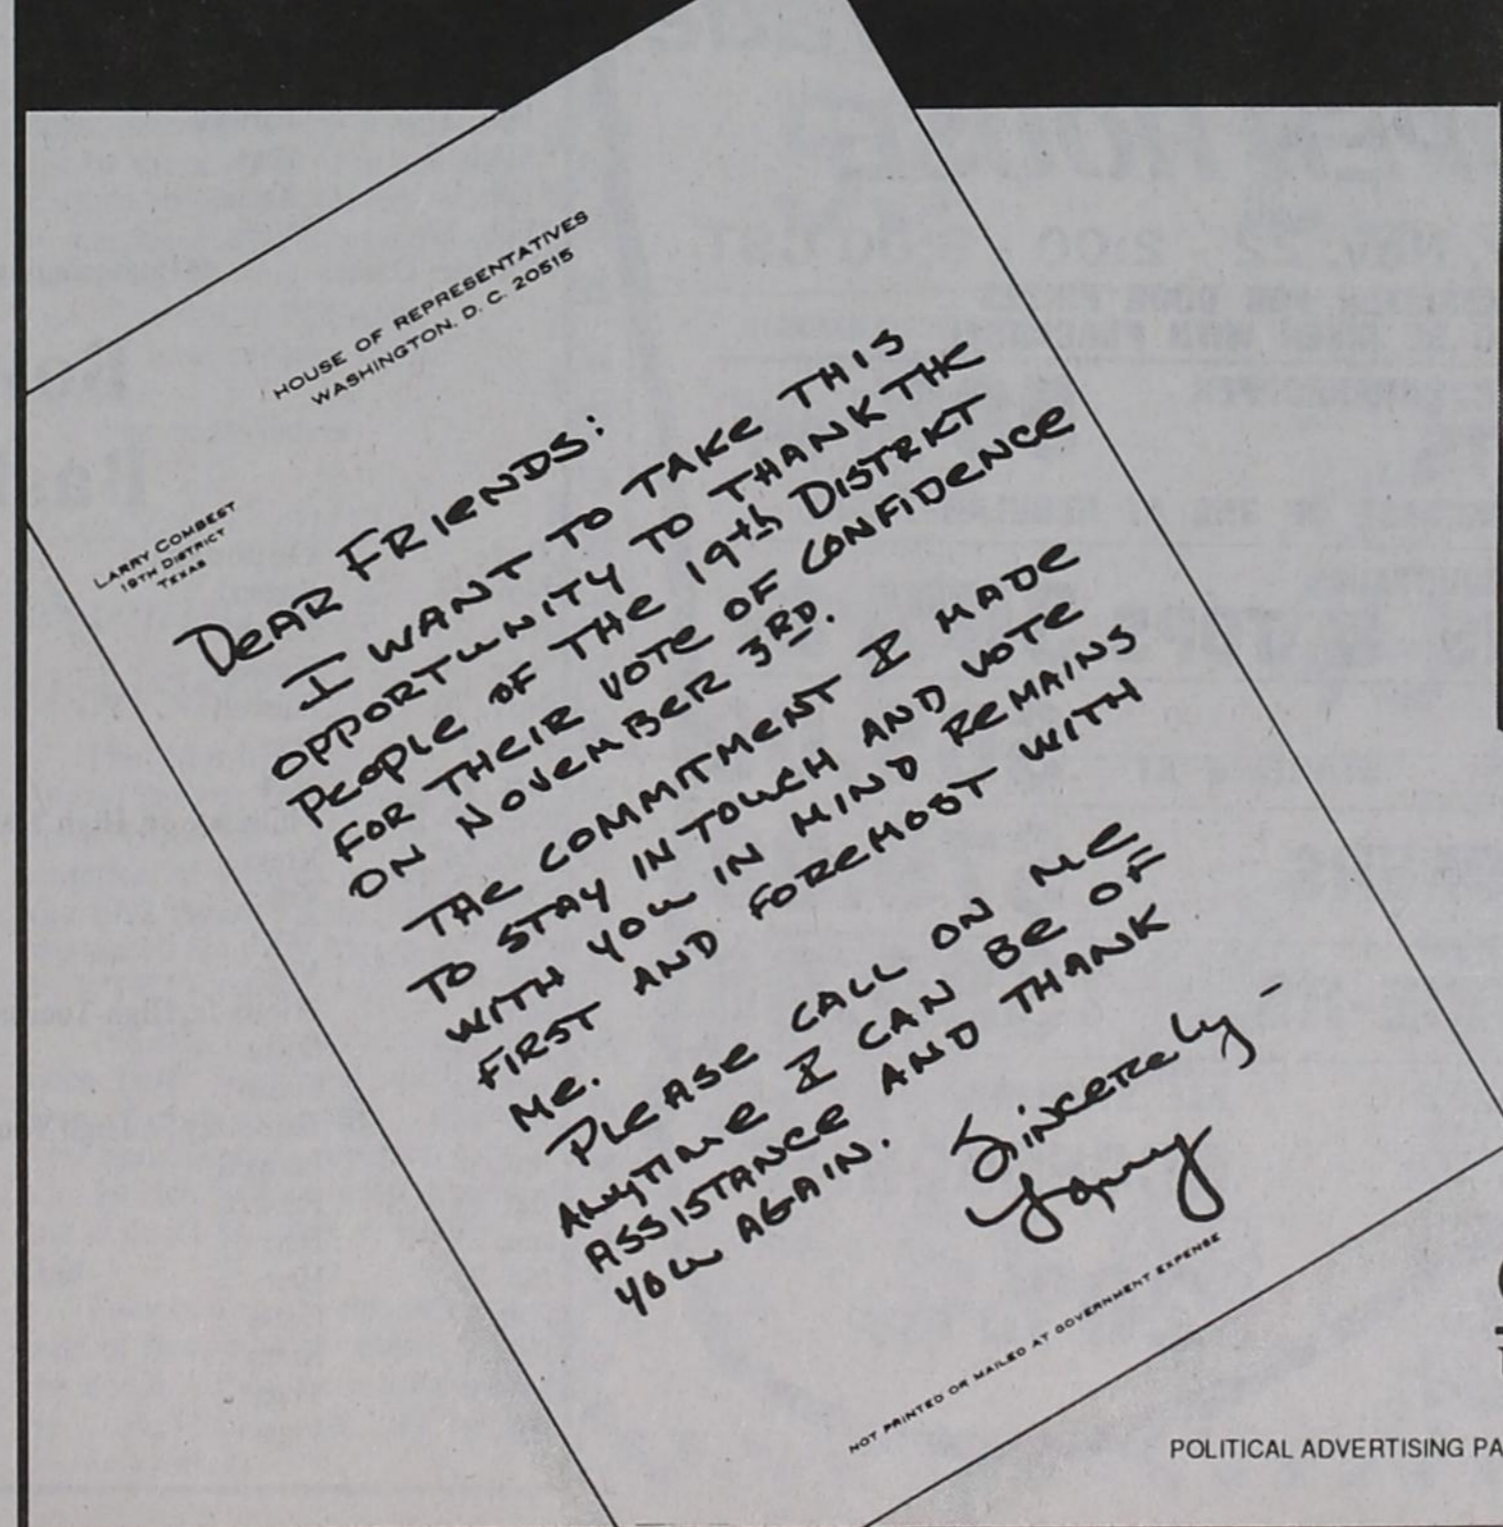 HOUSE OF REPRESENTATIVES
WASHINGTON, D. C. 20515
LARRY COMBEST
19TH DISTRICT
TEXAS
DEAR FRIENDS:
I WANT TO TAKE THIS
OPPORTUNITY TO THANK THE
PEOPLE OF THE 19th DISTRICT
FOR THEIR VOTE OF CONFIDENCE
ON NOVEMBER 3RD.
THE COMMITMENT I MADE
TO STAY IN TOUCH AND VOTE
WITH YOU IN MIND REMAINS
FIRST AND FOREMOST WITH
ME.
PLEASE CALL ON ME
ANYTIME I CAN BE OF
ASSISTANCE AND THANK
YOU AGAIN.
Sincerely -
Larry
NOT PRINTED OR MAILED AT GOVERNMENT EXPENSE
POLITICAL ADVERTISING PA